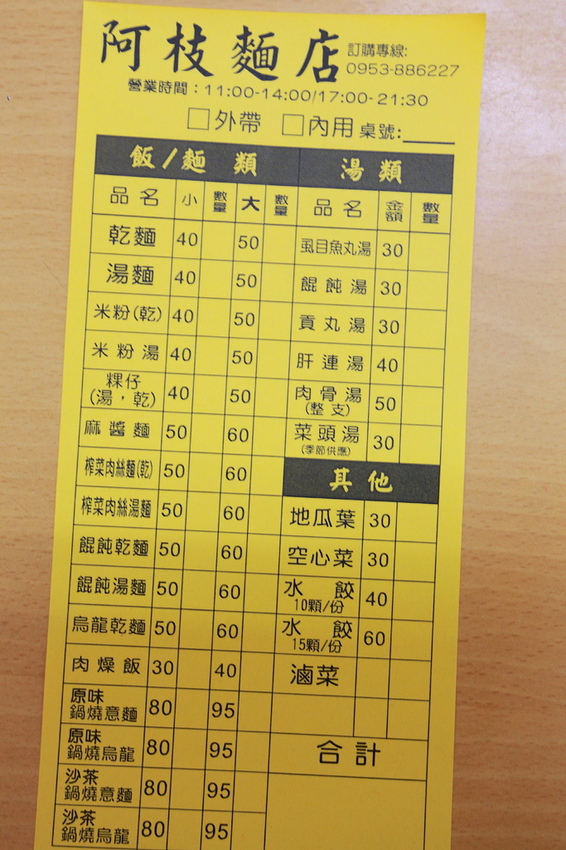 阿枝麵店
訂購專線:
0953-886227
營業時間：11:00-14:00/17:00-21:30
□外帶 □內用 桌號:____
飯/麵 類
品名 小 數量 大 數量
乾麵 40 50
湯麵 40 50
米粉(乾) 40 50
米粉湯 40 50
粿仔
(湯，乾) 40 50
麻醬麵 50 60
榨菜肉絲麵(乾) 50 60
榨菜肉絲湯麵 50 60
餛飩乾麵 50 60
餛飩湯麵 50 60
烏龍乾麵 50 60
肉燥飯 30 40
原味
鍋燒意麵 80 95
原味
鍋燒烏龍 80 95
沙茶
鍋燒意麵 80 95
沙茶
鍋燒烏龍 80 95
湯類
品名 金額 數量
虱目魚丸湯 30
餛飩湯 30
貢丸湯 30
肝連湯 40
肉骨湯
(整支) 50
菜頭湯
(季節供應) 30
其他
地瓜葉 30
空心菜 30
水餃
10顆/份 40
水餃
15顆/份 60
滷菜
合計